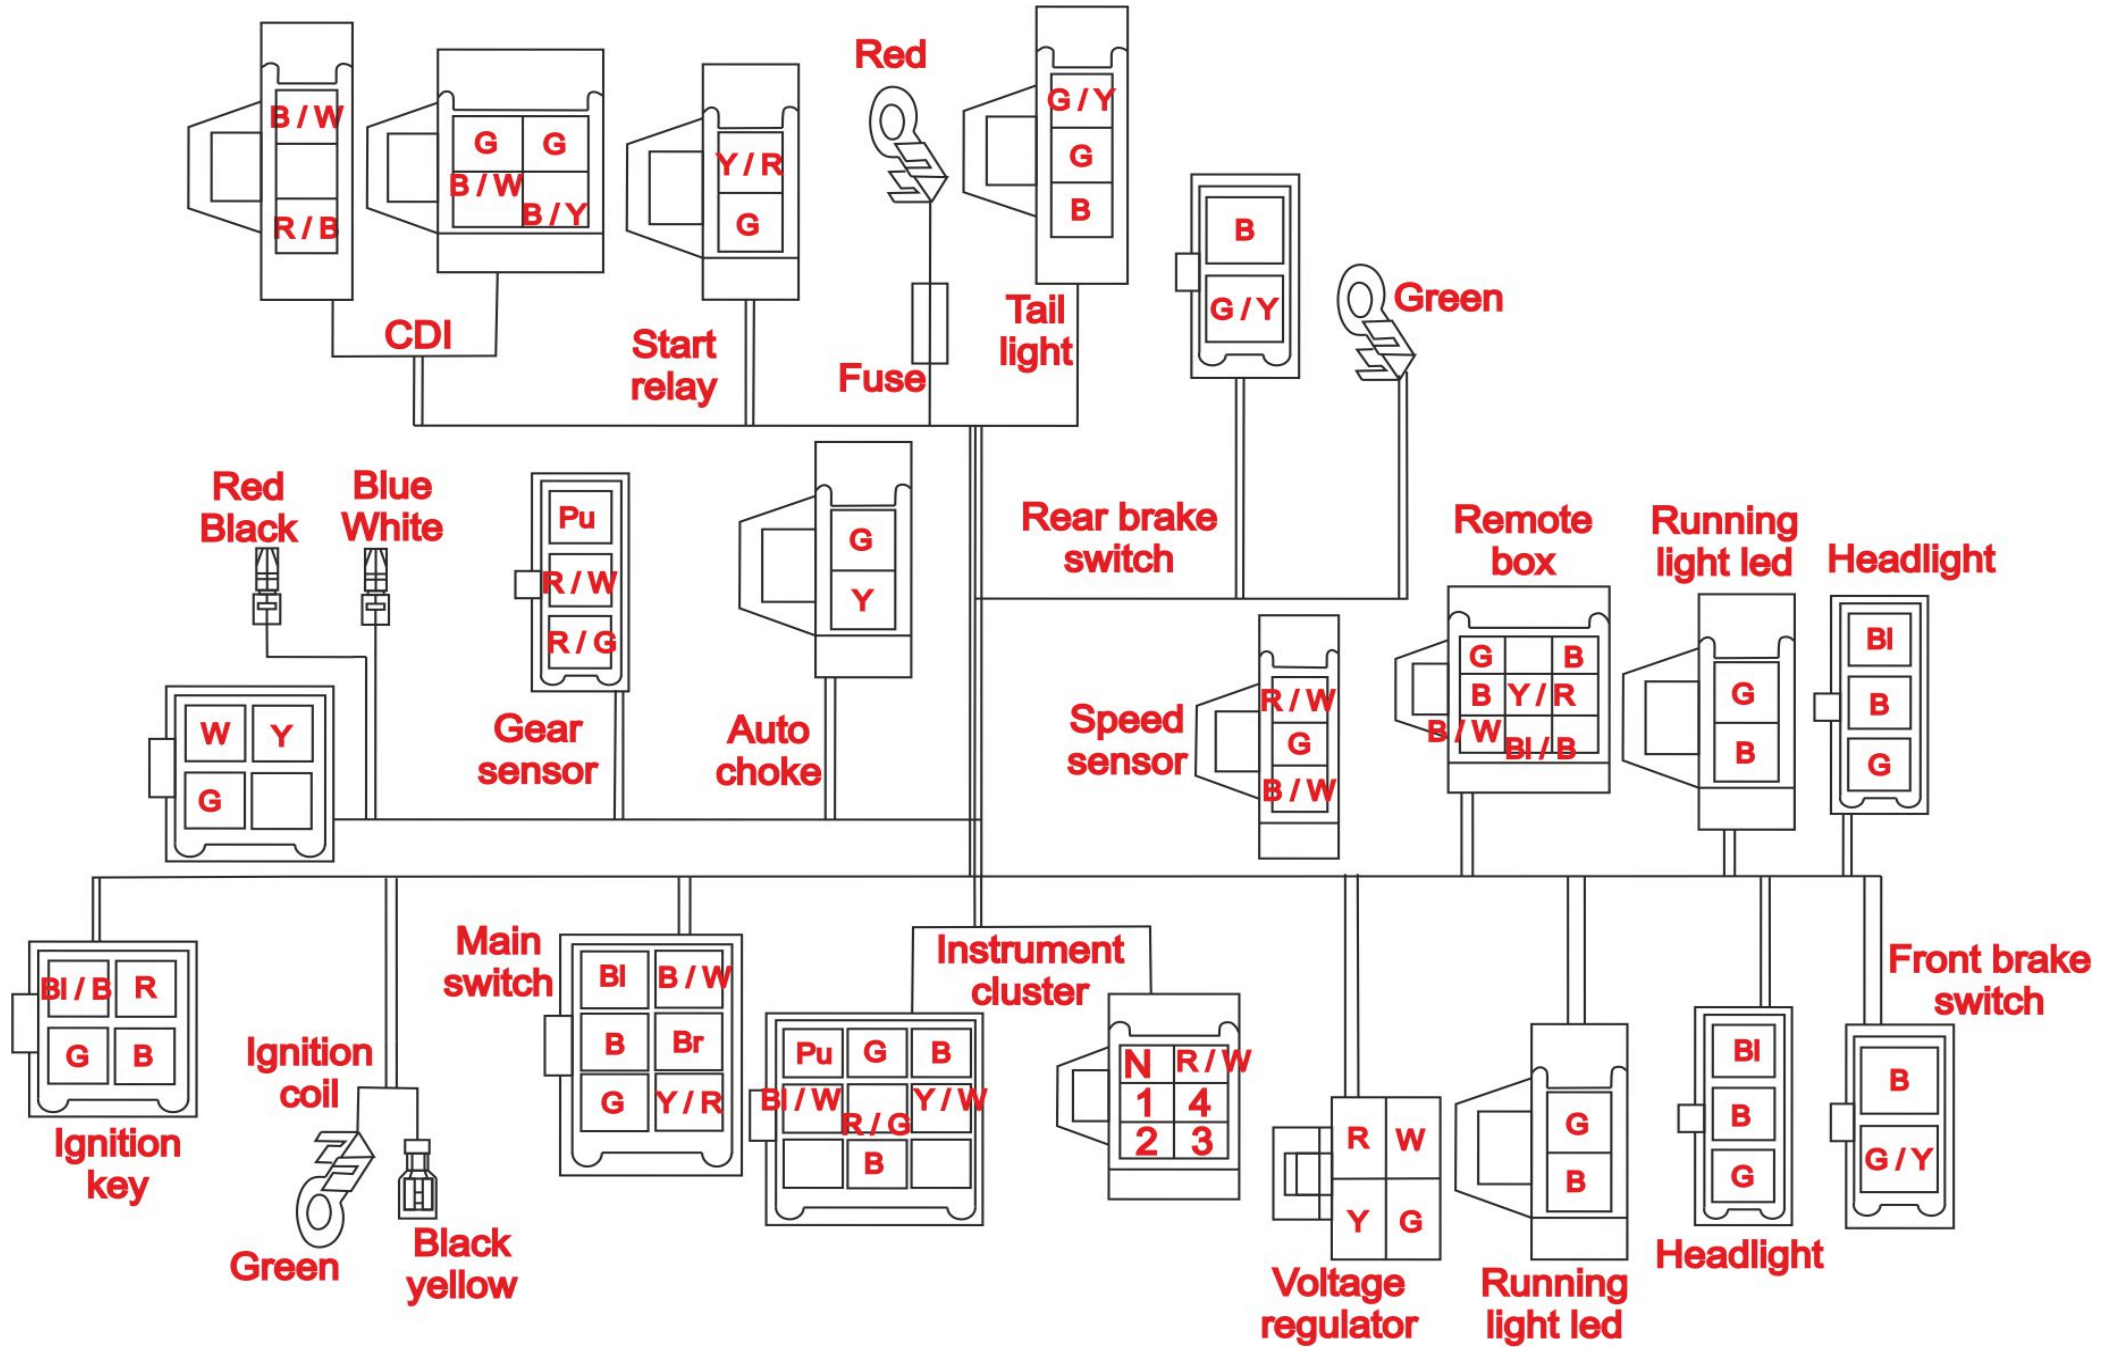 Red
B / W
R / B
G G
B / W
B / Y
CDI
Y / R
G
Start
relay
Fuse
G / Y
G
B
Tail
light
B
G / Y
Green
Red
Black
Blue
White
Pu
R / W
R / G
Gear
sensor
G
Y
Auto
choke
Rear brake
switch
W Y
G
Speed
sensor
R / W
G
B / W
Remote
box
G B
B Y / R
B / W
Bl / B
Running
light led
G
B
Headlight
Bl
B
G
Bl / B R
G B
Ignition
key
Ignition
coil
Green
Black
yellow
Main
switch
Bl B / W
B Br
G Y / R
Instrument
cluster
Pu G B
Bl / W Y / W
R / G
B
N R / W
1 4
2 3
R W
Y G
Voltage
regulator
G
B
Running
light led
Bl
B
G
Headlight
Front brake
switch
B
G / Y